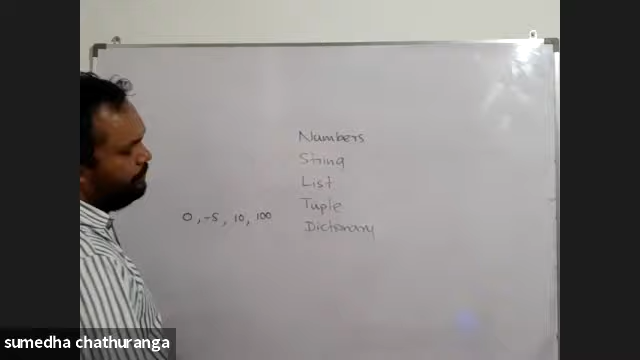 Numbers
String
List
Tuple
0, -5, 10, 100
Dictionary
sumedha chathuranga